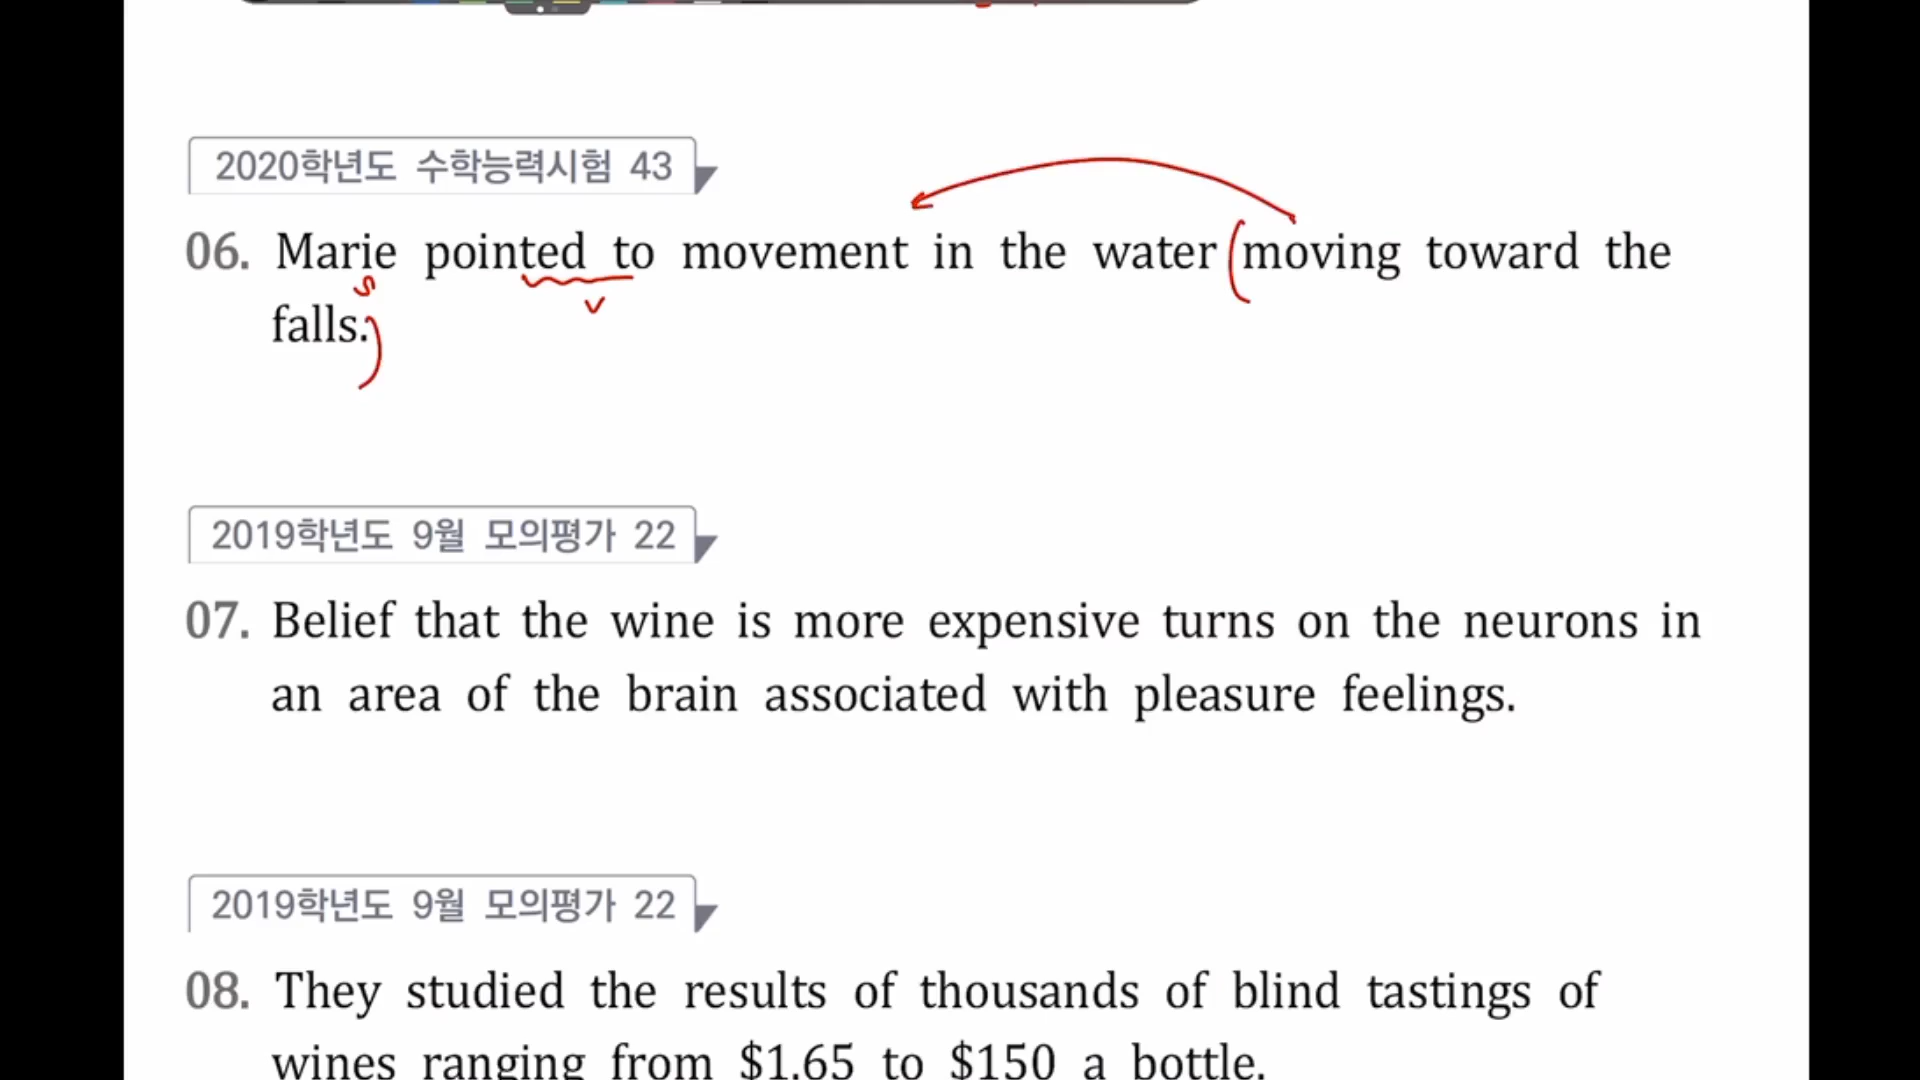 2020학년도 수학능력시험 43
06. Marie pointed to movement in the water (moving toward the
s
v
falls.)
2019학년도 9월 모의평가 22
07. Belief that the wine is more expensive turns on the neurons in
an area of the brain associated with pleasure feelings.
2019학년도 9월 모의평가 22
08. They studied the results of thousands of blind tastings of
wines ranging from $1.65 to $150 a bottle.